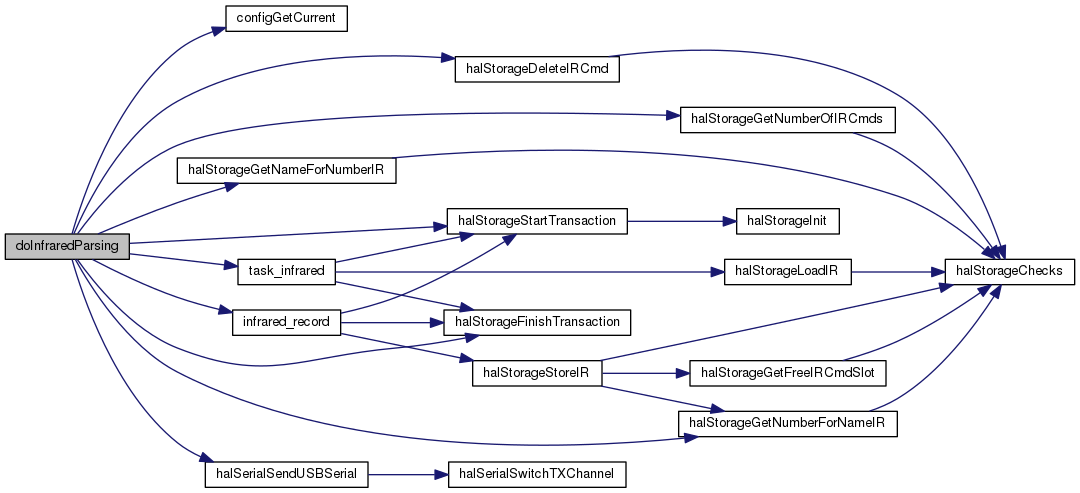 configGetCurrent
halStorageDeleteIRCmd
halStorageGetNumberOfIRCmds
halStorageGetNameForNumberIR
halStorageStartTransaction
halStorageInit
doInfraredParsing
task_infrared
halStorageLoadIR
halStorageChecks
infrared_record
halStorageFinishTransaction
halStorageStoreIR
halStorageGetFreeIRCmdSlot
halStorageGetNumberForNameIR
halSerialSendUSBSerial
halSerialSwitchTXChannel